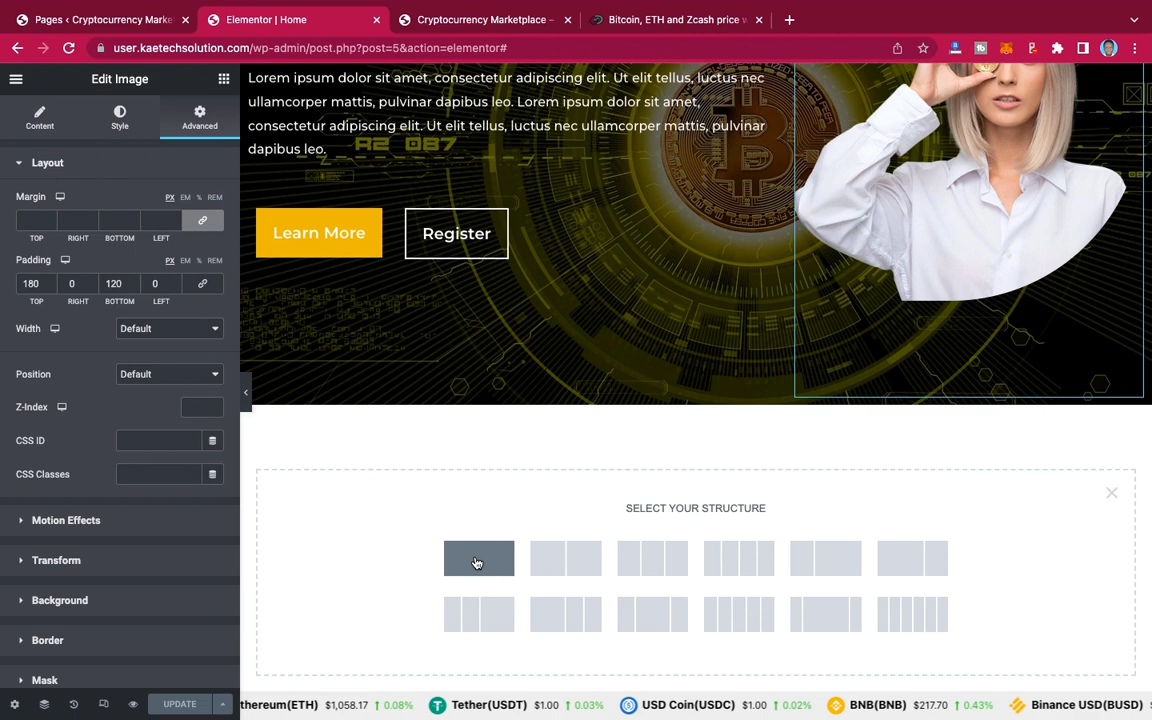 Pages < Cryptocurrency Marke
Elementor | Home
Cryptocurrency Marketplace –
Bitcoin, ETH and Zcash price w
user.kaetechsolution.com/wp-admin/post.php?post=5&action=elementor#
Edit Image
Content
Style
Advanced
Layout
Margin
PX EM % REM
TOP RIGHT BOTTOM LEFT
Padding
PX EM % REM
180 0 120 0
TOP RIGHT BOTTOM LEFT
Width
Default
Position
Default
Z-Index
CSS ID
CSS Classes
Motion Effects
Transform
Background
Border
Mask
UPDATE
Lorem ipsum dolor sit amet, consectetur adipiscing elit. Ut elit tellus, luctus nec
ullamcorper mattis, pulvinar dapibus leo. Lorem ipsum dolor sit amet,
consectetur adipiscing elit. Ut elit tellus, luctus nec ullamcorper mattis, pulvinar
dapibus leo.
Learn More
Register
SELECT YOUR STRUCTURE
thereum(ETH) $1,058.17 ↑ 0.08% Tether(USDT) $1.00 ↑ 0.03% USD Coin(USDC) $1.00 ↑ 0.02% BNB(BNB) $217.70 ↑ 0.43% Binance USD(BUSD)